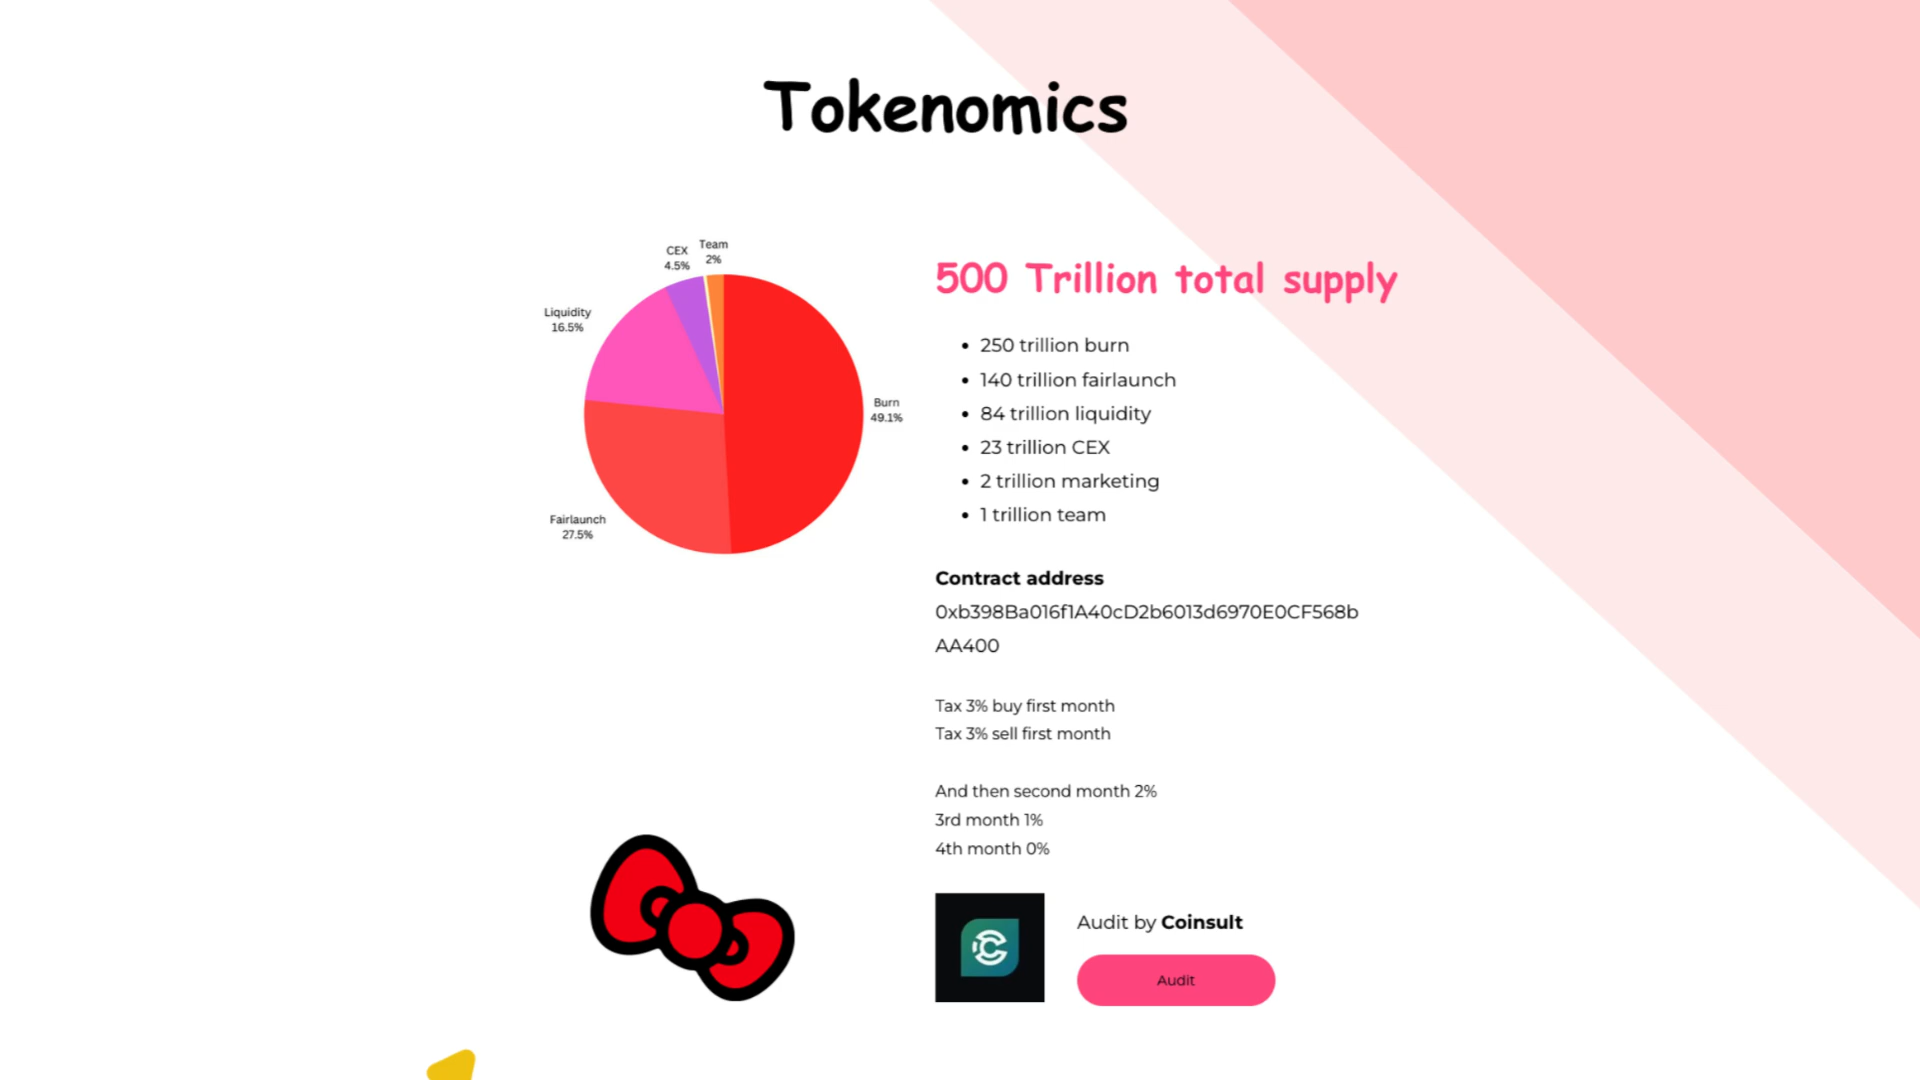 Tokenomics
CEX
4.5%
Team
2%
Liquidity
16.5%
Burn
49.1%
Fairlaunch
27.5%
500 Trillion total supply
250 trillion burn
140 trillion fairlaunch
84 trillion liquidity
23 trillion CEX
2 trillion marketing
1 trillion team
Contract address
0xb398Ba016f1A40cD2b6013d6970E0CF568b
AA400
Tax 3% buy first month
Tax 3% sell first month
And then second month 2%
3rd month 1%
4th month 0%
Audit by Coinsult
Audit